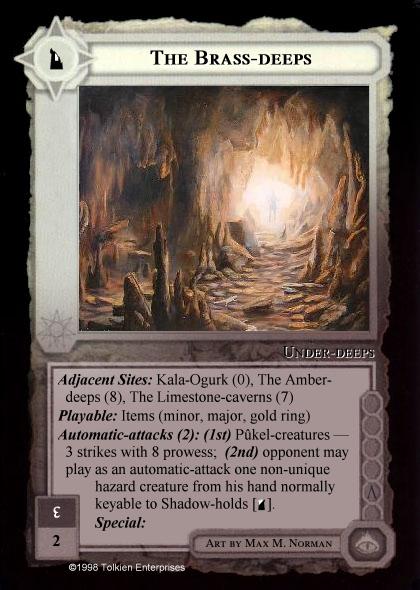 THE BRASS-DEEPS
UNDER-DEEPS
Adjacent Sites: Kala-Ogurk (0), The Amber-
deeps (8), The Limestone-caverns (7)
Playable: Items (minor, major, gold ring)
Automatic-attacks (2): (1st) Pûkel-creatures —
3 strikes with 8 prowess; (2nd) opponent may
play as an automatic-attack one non-unique
hazard creature from his hand normally
keyable to Shadow-holds [ ].
Special:
ART BY MAX M. NORMAN
2
©1998 Tolkien Enterprises